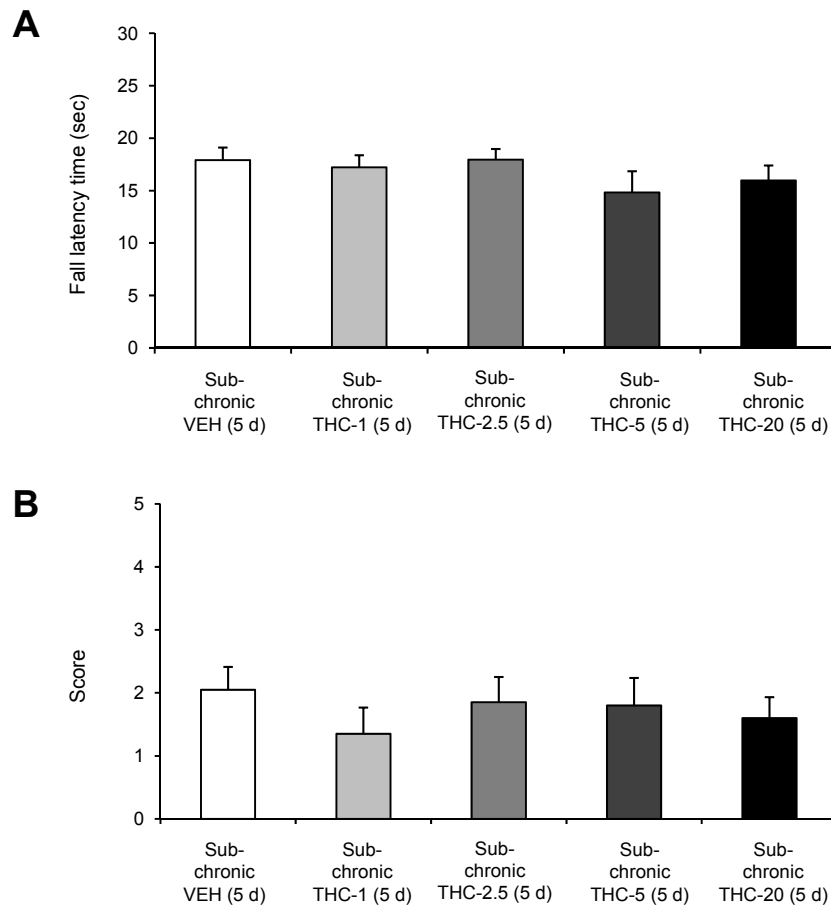 A
Fall latency time (sec)
30
25
20
15
10
5
0
Sub-
chronic
VEH (5 d)
Sub-
chronic
THC-1 (5 d)
Sub-
chronic
THC-2.5 (5 d)
Sub-
chronic
THC-5 (5 d)
Sub-
chronic
THC-20 (5 d)
B
Score
5
4
3
2
1
0
Sub-
chronic
VEH (5 d)
Sub-
chronic
THC-1 (5 d)
Sub-
chronic
THC-2.5 (5 d)
Sub-
chronic
THC-5 (5 d)
Sub-
chronic
THC-20 (5 d)